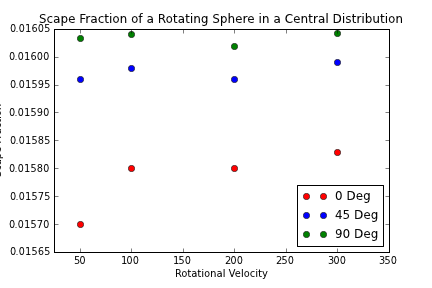 Scape Fraction of a Rotating Sphere in a Central Distribution
0.01605
0.01600
0.01595
0.01590
0.01585
0.01580
0.01575
0.01570
0.01565
50 100 150 200 250 300 350
Rotational Velocity
0 Deg
45 Deg
90 Deg